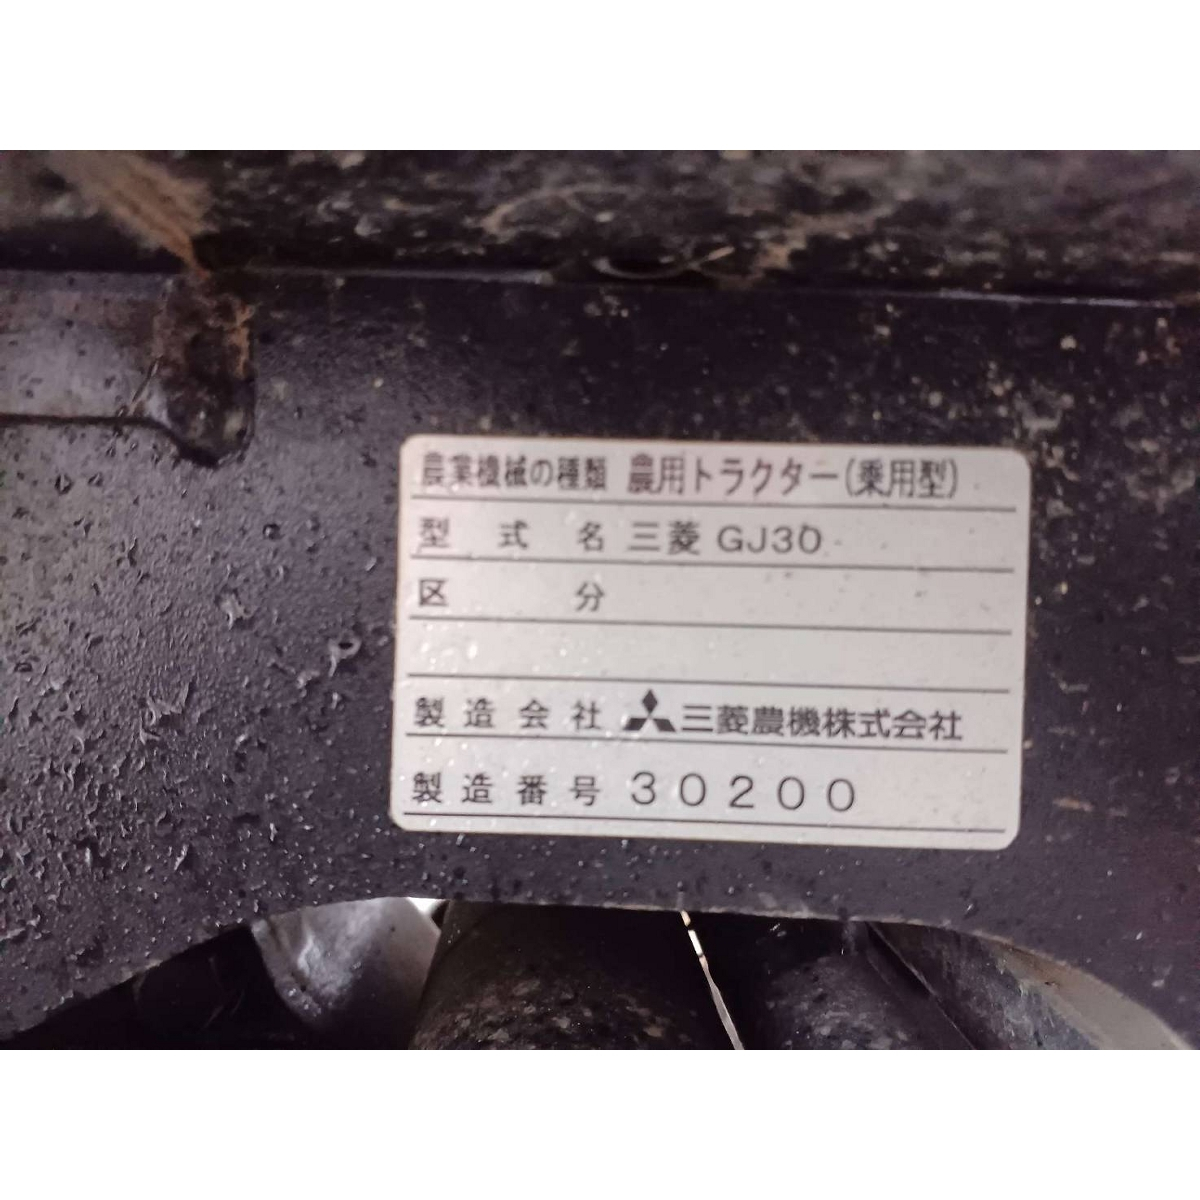 農業機械の種類 農用トラクター(乗用型)
型式名 三菱 GJ30
区分
製造会社 三菱農機株式会社
製造番号 30200